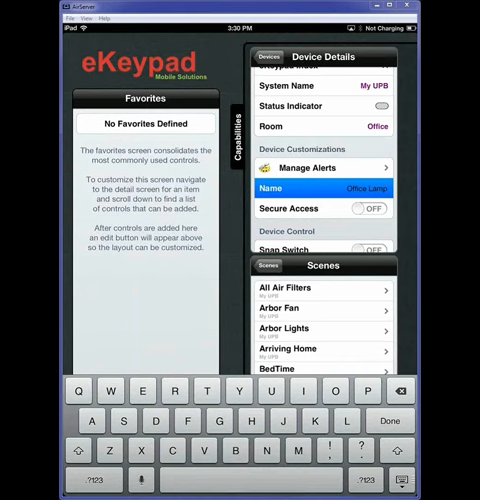 AirServer
File View Help
iPad 3:30 PM Not Charging
eKeypad
Mobile Solutions
Favorites
No Favorites Defined
The favorites screen consolidates the
most commonly used controls.
To customize this screen navigate
to the detail screen for an item
and scroll down to find a list
of controls that can be added.
After controls are added here
an edit button will appear above
so the layout can be customized.
Capabilities
Devices Device Details
eKeypad Index
System Name My UPB
Status Indicator
Room Office
Device Customizations
Manage Alerts
Name Office Lamp
Secure Access OFF
Device Control
Snap Switch OFF
Scenes Scenes
All Air Filters
My UPB
Arbor Fan
My UPB
Arbor Lights
My UPB
Arriving Home
My UPB
BedTime
Q W E R T Y U I O P
A S D F G H J K L Done
Z X C V B N M ! , ? .
.?123 .?123